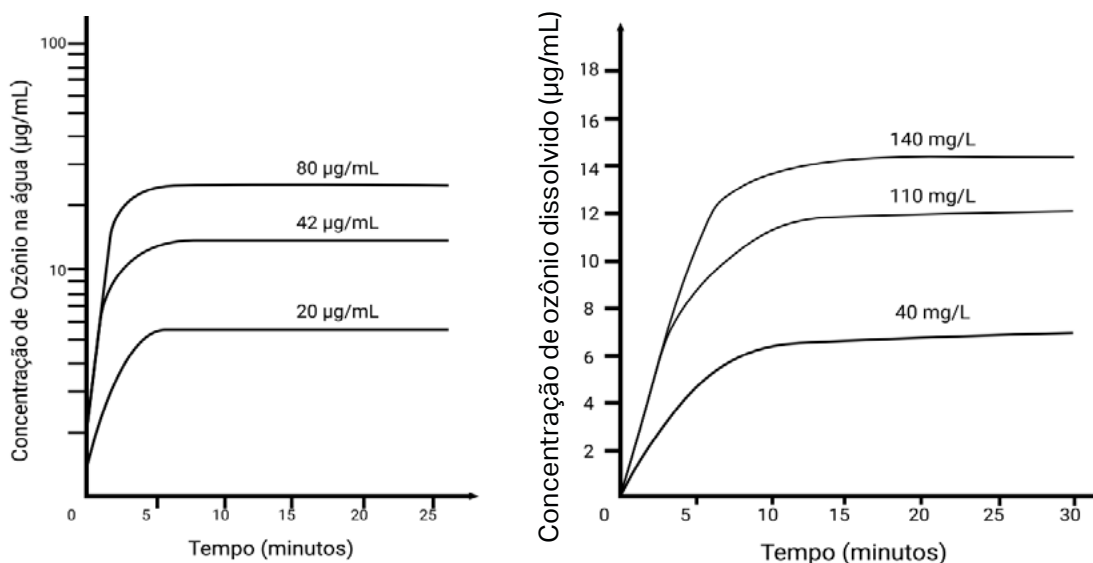 Concentração de Ozônio na água (µg/mL)
100
10
80 µg/mL
42 µg/mL
20 µg/mL
0
5
10
15
20
25
Tempo (minutos)
Concentração de ozônio dissolvido (µg/mL)
18
16
14
12
10
8
6
4
2
140 mg/L
110 mg/L
40 mg/L
0
5
10
15
20
25
30
Tempo (minutos)